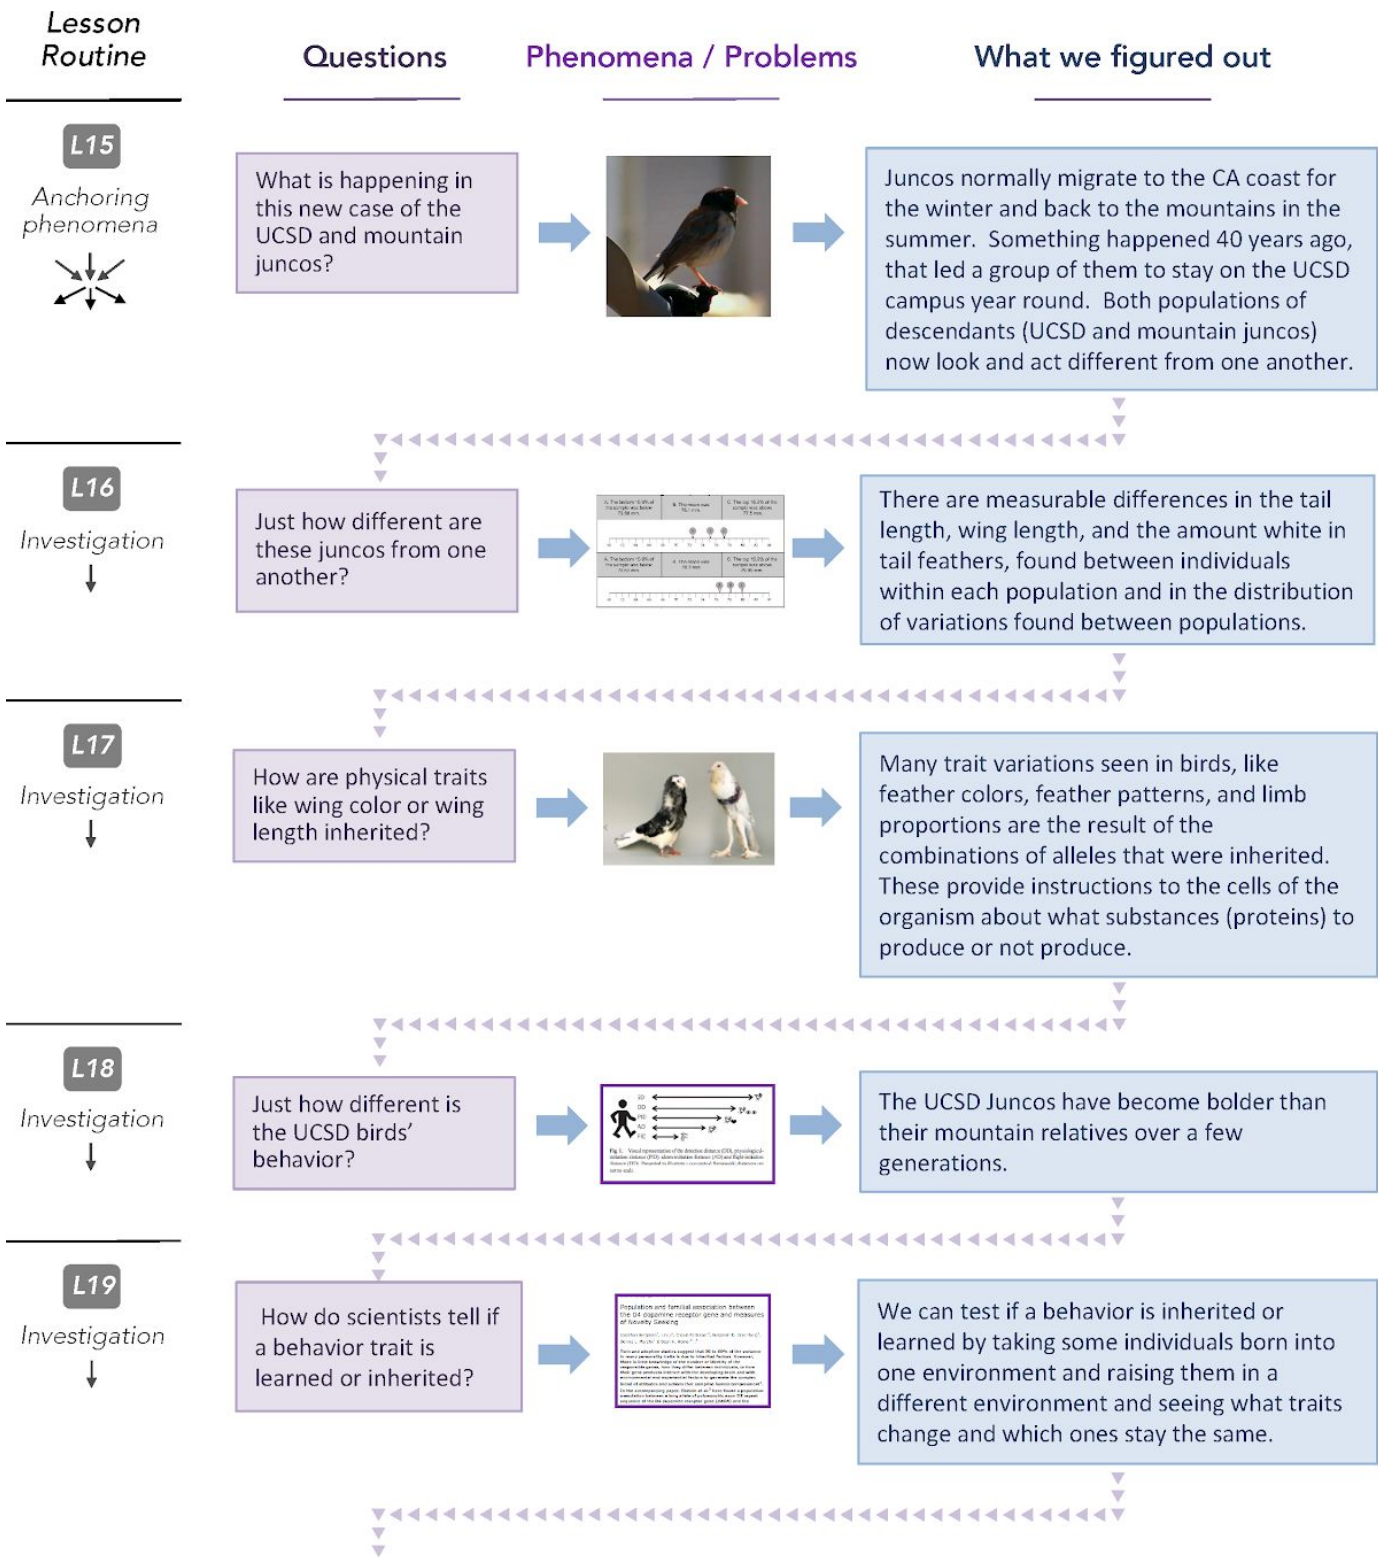 Lesson
Routine
Questions
Phenomena / Problems
What we figured out
L15
Anchoring
phenomena
What is happening in
this new case of the
UCSD and mountain
juncos?
Juncos normally migrate to the CA coast for
the winter and back to the mountains in the
summer.  Something happened 40 years ago,
that led a group of them to stay on the UCSD
campus year round.  Both populations of
descendants (UCSD and mountain juncos)
now look and act different from one another.
L16
Investigation
Just how different are
these juncos from one
another?
There are measurable differences in the tail
length, wing length, and the amount white in
tail feathers, found between individuals
within each population and in the distribution
of variations found between populations.
L17
Investigation
How are physical traits
like wing color or wing
length inherited?
Many trait variations seen in birds, like
feather colors, feather patterns, and limb
proportions are the result of the
combinations of alleles that were inherited.
These provide instructions to the cells of the
organism about what substances (proteins) to
produce or not produce.
L18
Investigation
Just how different is
the UCSD birds’
behavior?
The UCSD Juncos have become bolder than
their mountain relatives over a few
generations.
L19
Investigation
How do scientists tell if
a behavior trait is
learned or inherited?
Population and familial association between
the D4 dopamine receptor gene and measures
of Novelty Seeking
We can test if a behavior is inherited or
learned by taking some individuals born into
one environment and raising them in a
different environment and seeing what traits
change and which ones stay the same.